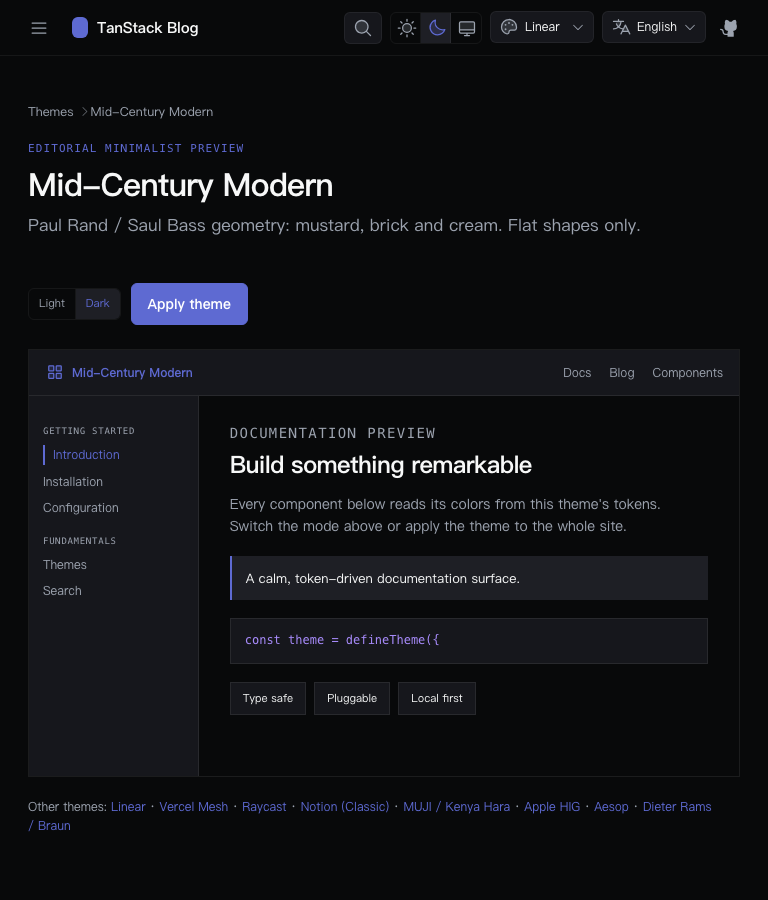 TanStack Blog
Linear
English
Themes
Mid-Century Modern
EDITORIAL MINIMALIST PREVIEW
Mid-Century Modern
Paul Rand / Saul Bass geometry: mustard, brick and cream. Flat shapes only.
Light
Dark
Apply theme
Mid-Century Modern
Docs
Blog
Components
GETTING STARTED
Introduction
Installation
Configuration
FUNDAMENTALS
Themes
Search
DOCUMENTATION PREVIEW
Build something remarkable
Every component below reads its colors from this theme's tokens.
Switch the mode above or apply the theme to the whole site.
A calm, token-driven documentation surface.
const theme = defineTheme({
Type safe
Pluggable
Local first
Other themes: Linear · Vercel Mesh · Raycast · Notion (Classic) · MUJI / Kenya Hara · Apple HIG · Aesop · Dieter Rams
/ Braun